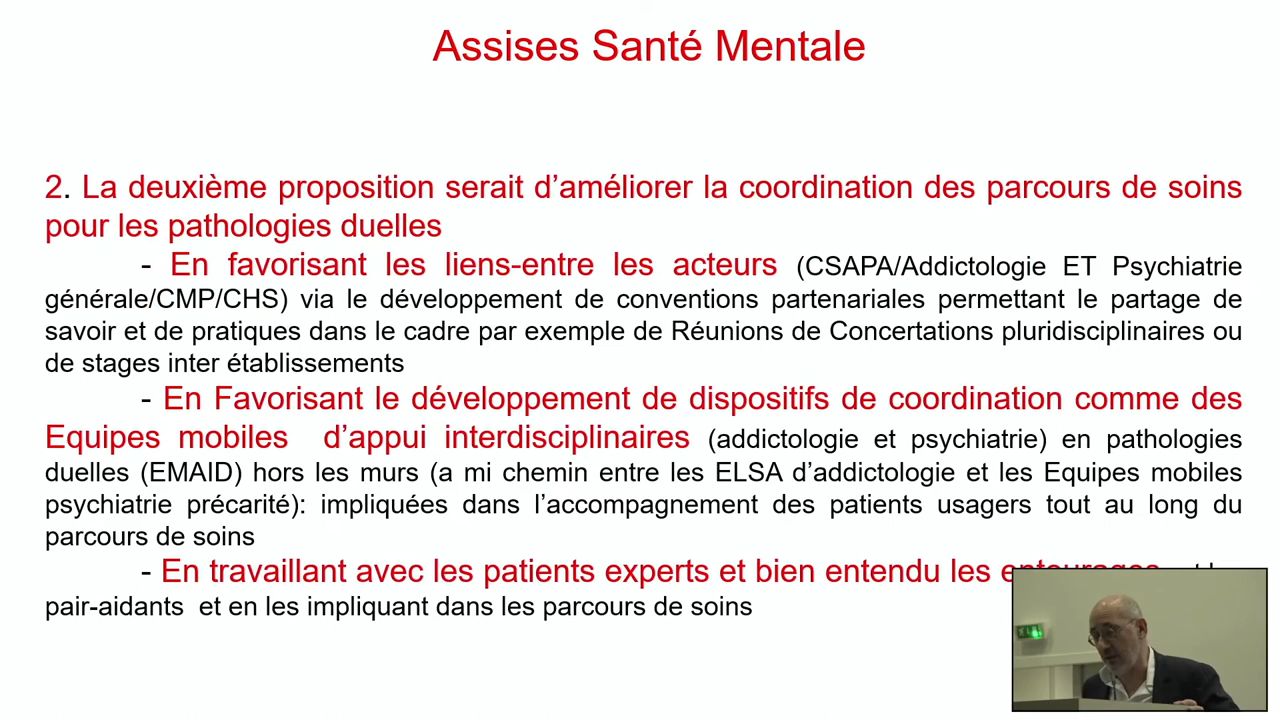 Assises Santé Mentale
2. La deuxième proposition serait d’améliorer la coordination des parcours de soins
pour les pathologies duelles
- En favorisant les liens-entre les acteurs (CSAPA/Addictologie ET Psychiatrie
générale/CMP/CHS) via le développement de conventions partenariales permettant le partage de
savoir et de pratiques dans le cadre par exemple de Réunions de Concertations pluridisciplinaires ou
de stages inter établissements
- En Favorisant le développement de dispositifs de coordination comme des
Equipes mobiles d’appui interdisciplinaires (addictologie et psychiatrie) en pathologies
duelles (EMAID) hors les murs (a mi chemin entre les ELSA d’addictologie et les Equipes mobiles
psychiatrie précarité): impliquées dans l’accompagnement des patients usagers tout au long du
parcours de soins
- En travaillant avec les patients experts et bien entendu les entourages
pair-aidants et en les impliquant dans les parcours de soins